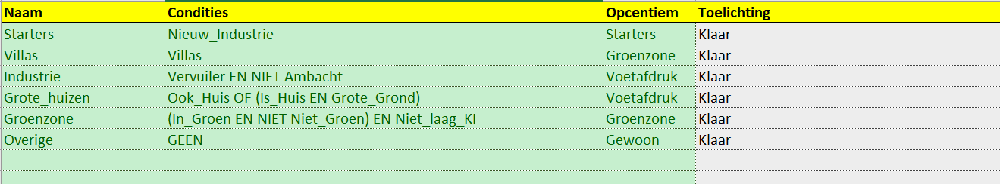 Naam Condities Opcentiem Toelichting
Starters Nieuw_Industrie Starters Klaar
Villas Villas Groenzone Klaar
Industrie Vervuiler EN NIET Ambacht Voetafdruk Klaar
Grote_huizen Ook_Huis OF (Is_Huis EN Grote_Grond) Voetafdruk Klaar
Groenzone (In_Groen EN NIET Niet_Groen) EN Niet_laag_KI Groenzone Klaar
Overige GEEN Gewoon Klaar